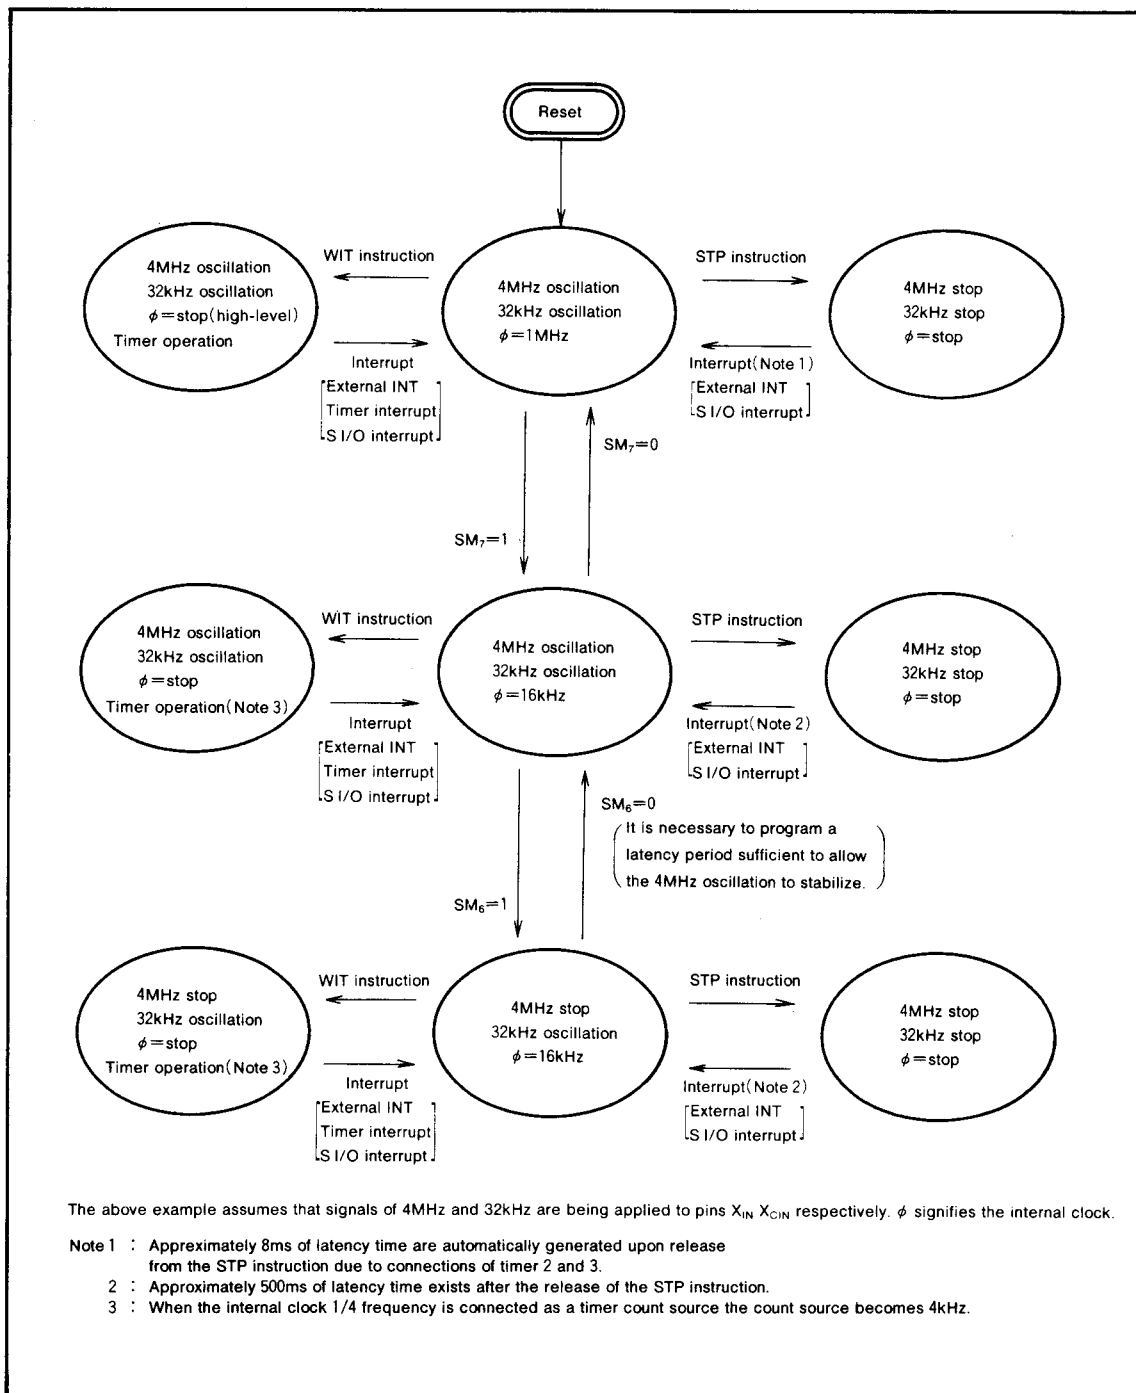 Reset
WIT instruction
STP instruction
4MHz oscillation
32kHz oscillation
φ=stop(high-level)
Timer operation
4MHz oscillation
32kHz oscillation
φ=1MHz
4MHz stop
32kHz stop
φ=stop
Interrupt
External INT
Timer interrupt
S I/O interrupt
Interrupt(Note 1)
External INT
S I/O interrupt
SM₇=0
SM₇=1
WIT instruction
STP instruction
4MHz oscillation
32kHz oscillation
φ=stop
Timer operation(Note 3)
4MHz oscillation
32kHz oscillation
φ=16kHz
4MHz stop
32kHz stop
φ=stop
Interrupt
External INT
Timer interrupt
S I/O interrupt
Interrupt(Note 2)
External INT
S I/O interrupt
SM₆=0
(It is necessary to program a
latency period sufficient to allow
the 4MHz oscillation to stabilize.)
SM₆=1
WIT instruction
STP instruction
4MHz stop
32kHz oscillation
φ=stop
Timer operation(Note 3)
4MHz stop
32kHz oscillation
φ=16kHz
4MHz stop
32kHz stop
φ=stop
Interrupt
External INT
Timer interrupt
S I/O interrupt
Interrupt(Note 2)
External INT
S I/O interrupt
The above example assumes that signals of 4MHz and 32kHz are being applied to pins X_IN X_CIN respectively. φ signifies the internal clock.
Note 1 : Appreximately 8ms of latency time are automatically generated upon release
from the STP instruction due to connections of timer 2 and 3.
2 : Approximately 500ms of latency time exists after the release of the STP instruction.
3 : When the internal clock 1/4 frequency is connected as a timer count source the count source becomes 4kHz.